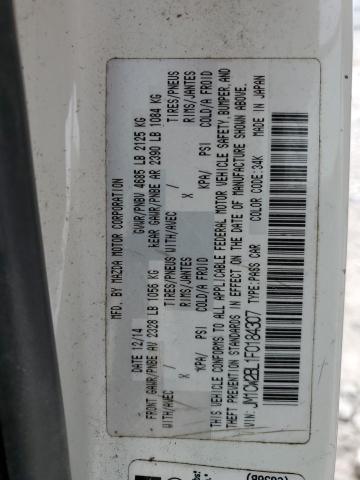 MFD. BY MAZDA MOTOR CORPORATION
DATE 12/14 GVWR/PNBV 4685 LB 2125 KG
FRONT GAWR/PNBE AV 2328 LB 1056 KG REAR GAWR/PNBE AR 2390 LB 1084 KG
WITH/AVEC / TIRES/PNEUS WITH/AVEC / TIRES/PNEUS
X RIMS/JANTES X RIMS/JANTES
KPA/ PSI COLD/A FROID KPA/ PSI COLD/A FROID
THIS VEHICLE CONFORMS TO ALL APPLICABLE FEDERAL MOTOR VEHICLE SAFETY, BUMPER, AND
THEFT PREVENTION STANDARDS IN EFFECT ON THE DATE OF MANUFACTURE SHOWN ABOVE.
VIN: JM1CW2BL1F0184307 TYPE: PASS CAR COLOR CODE: 34K MADE IN JAPAN